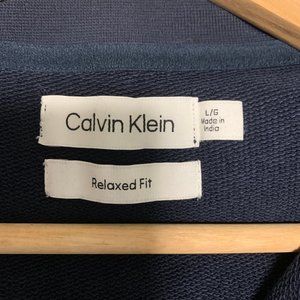 Calvin Klein
L/G
Made in
India
Relaxed Fit